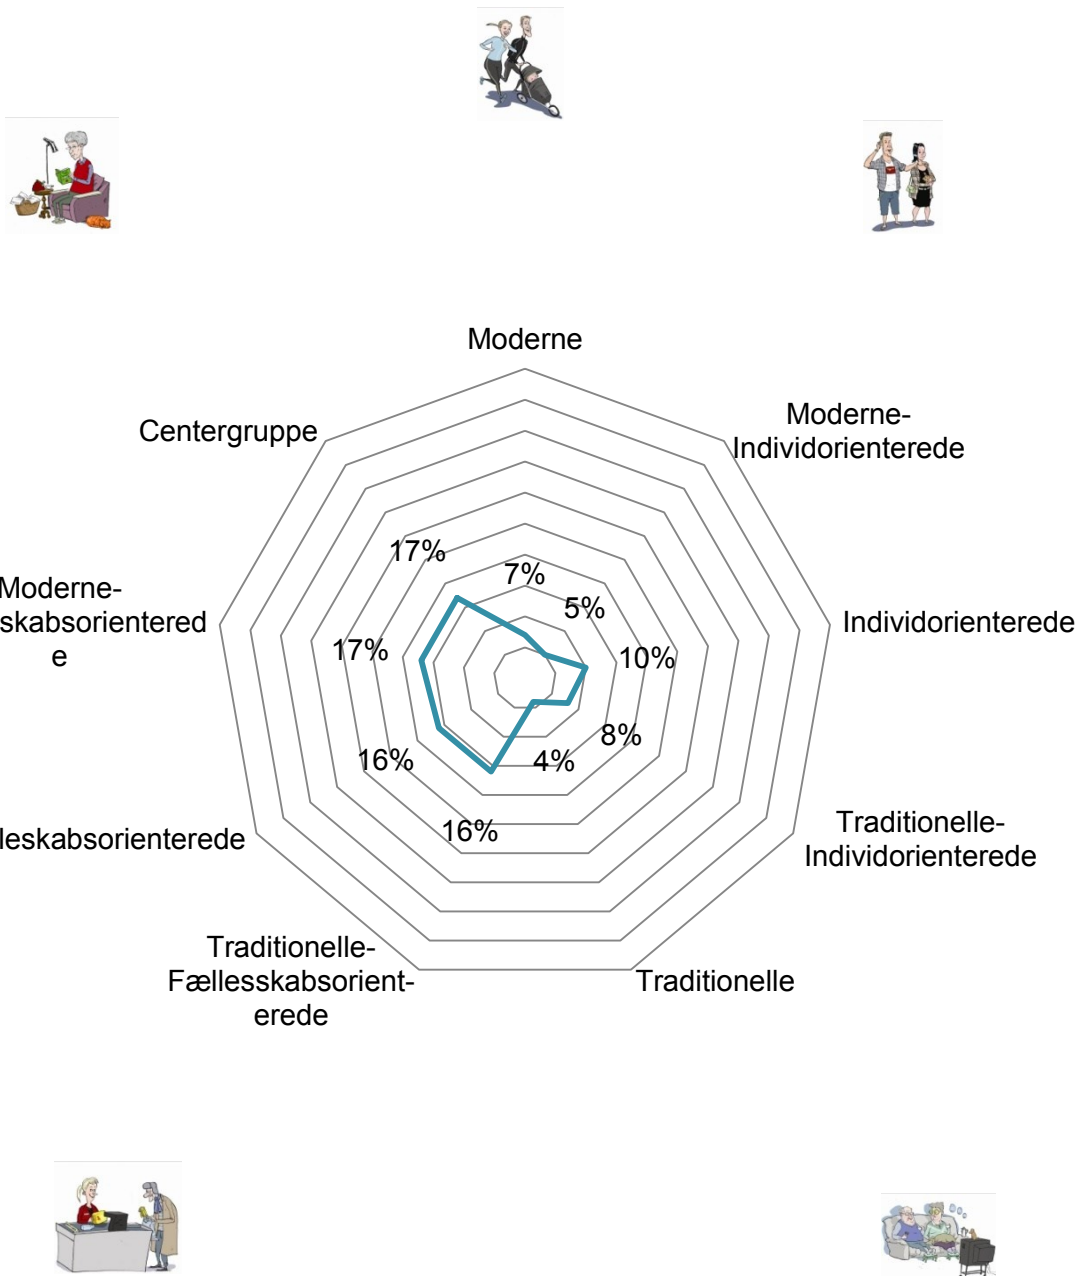 Moderne
Moderne-
Individorienterede
Centergruppe
17%
7%
5%
Moderne-
skabsorientered
e
Individorienterede
17%
10%
8%
16%
4%
16%
leskabsorienterede
Traditionelle-
Individorienterede
Traditionelle-
Fællesskabsorient-
erede
Traditionelle